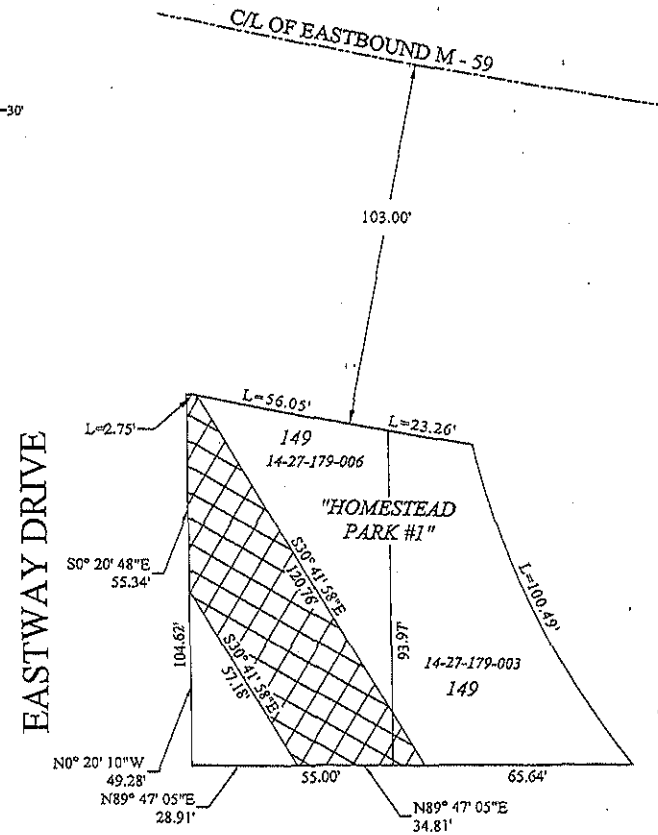 C/L OF EASTBOUND M - 59
30'
103.00'
L=56.05'
L=23.26'
L=2.75'
149
14-27-179-006
"HOMESTEAD
PARK #1"
EASTWAY DRIVE
S0° 20' 48"E
55.34'
S30° 41' 58"E
120.76'
L=100.49'
104.62'
S30° 41' 58"E
57.18'
93.97'
14-27-179-003
149
N0° 20' 10"W
49.28'
55.00'
65.64'
N89° 47' 05"E
28.91'
N89° 47' 05"E
34.81'